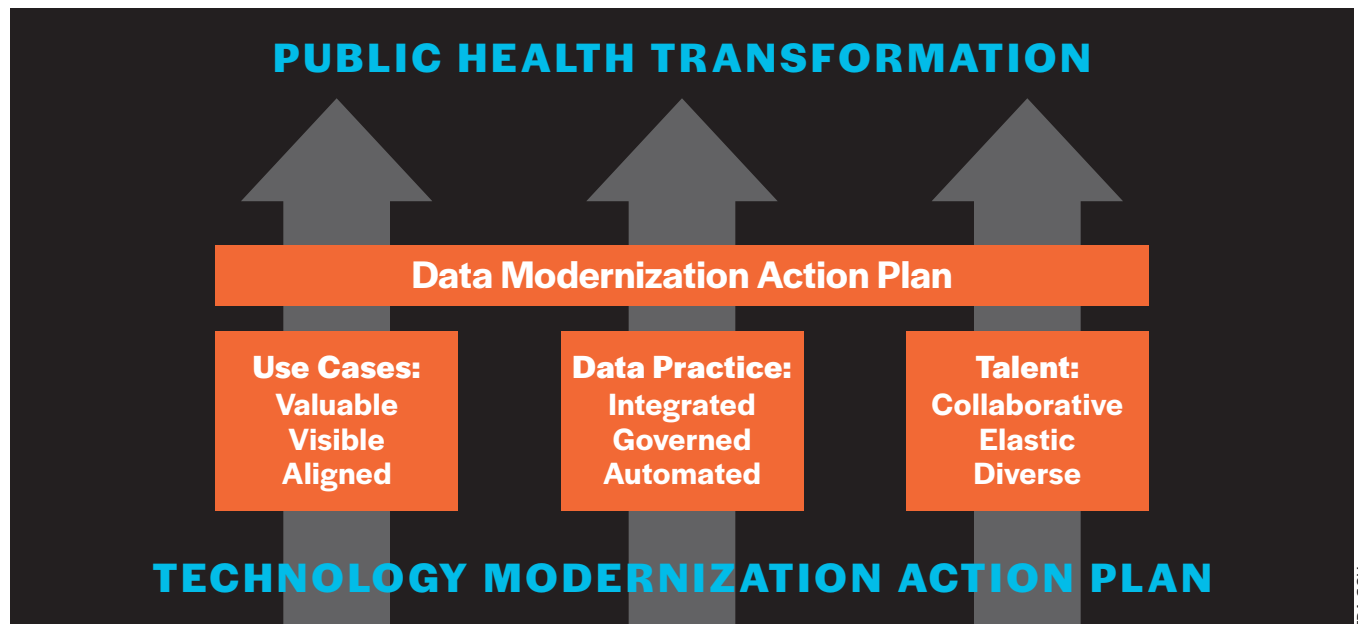 PUBLIC HEALTH TRANSFORMATION
Data Modernization Action Plan
Use Cases:
Valuable
Visible
Aligned
Data Practice:
Integrated
Governed
Automated
Talent:
Collaborative
Elastic
Diverse
TECHNOLOGY MODERNIZATION ACTION PLAN